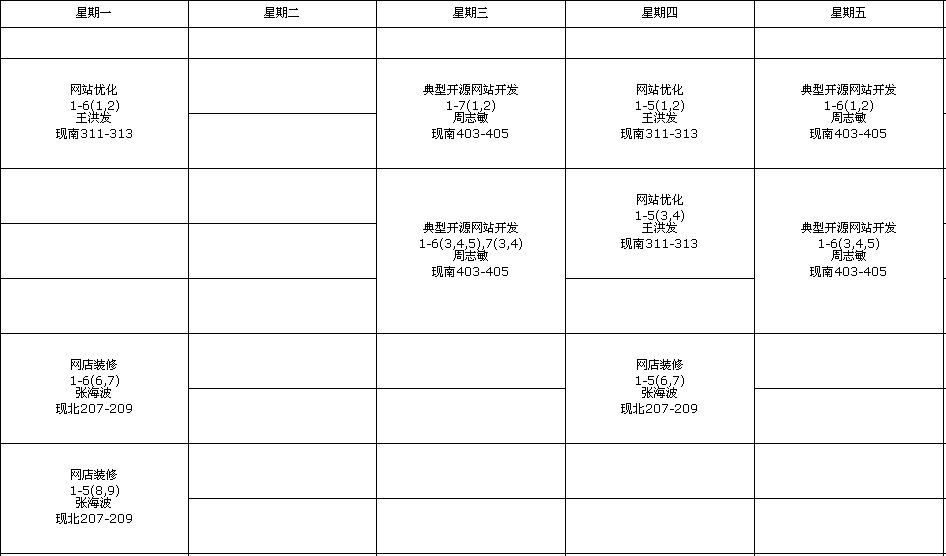 星期一 星期二 星期三 星期四 星期五
网站优化
1-6(1,2)
王洪发
现南311-313
典型开源网站开发
1-7(1,2)
周志敏
现南403-405
网站优化
1-5(1,2)
王洪发
现南311-313
典型开源网站开发
1-6(1,2)
周志敏
现南403-405
典型开源网站开发
1-6(3,4,5),7(3,4)
周志敏
现南403-405
网站优化
1-5(3,4)
王洪发
现南311-313
典型开源网站开发
1-6(3,4,5)
周志敏
现南403-405
网店装修
1-6(6,7)
张海波
现北207-209
网店装修
1-5(6,7)
张海波
现北207-209
网店装修
1-5(8,9)
张海波
现北207-209